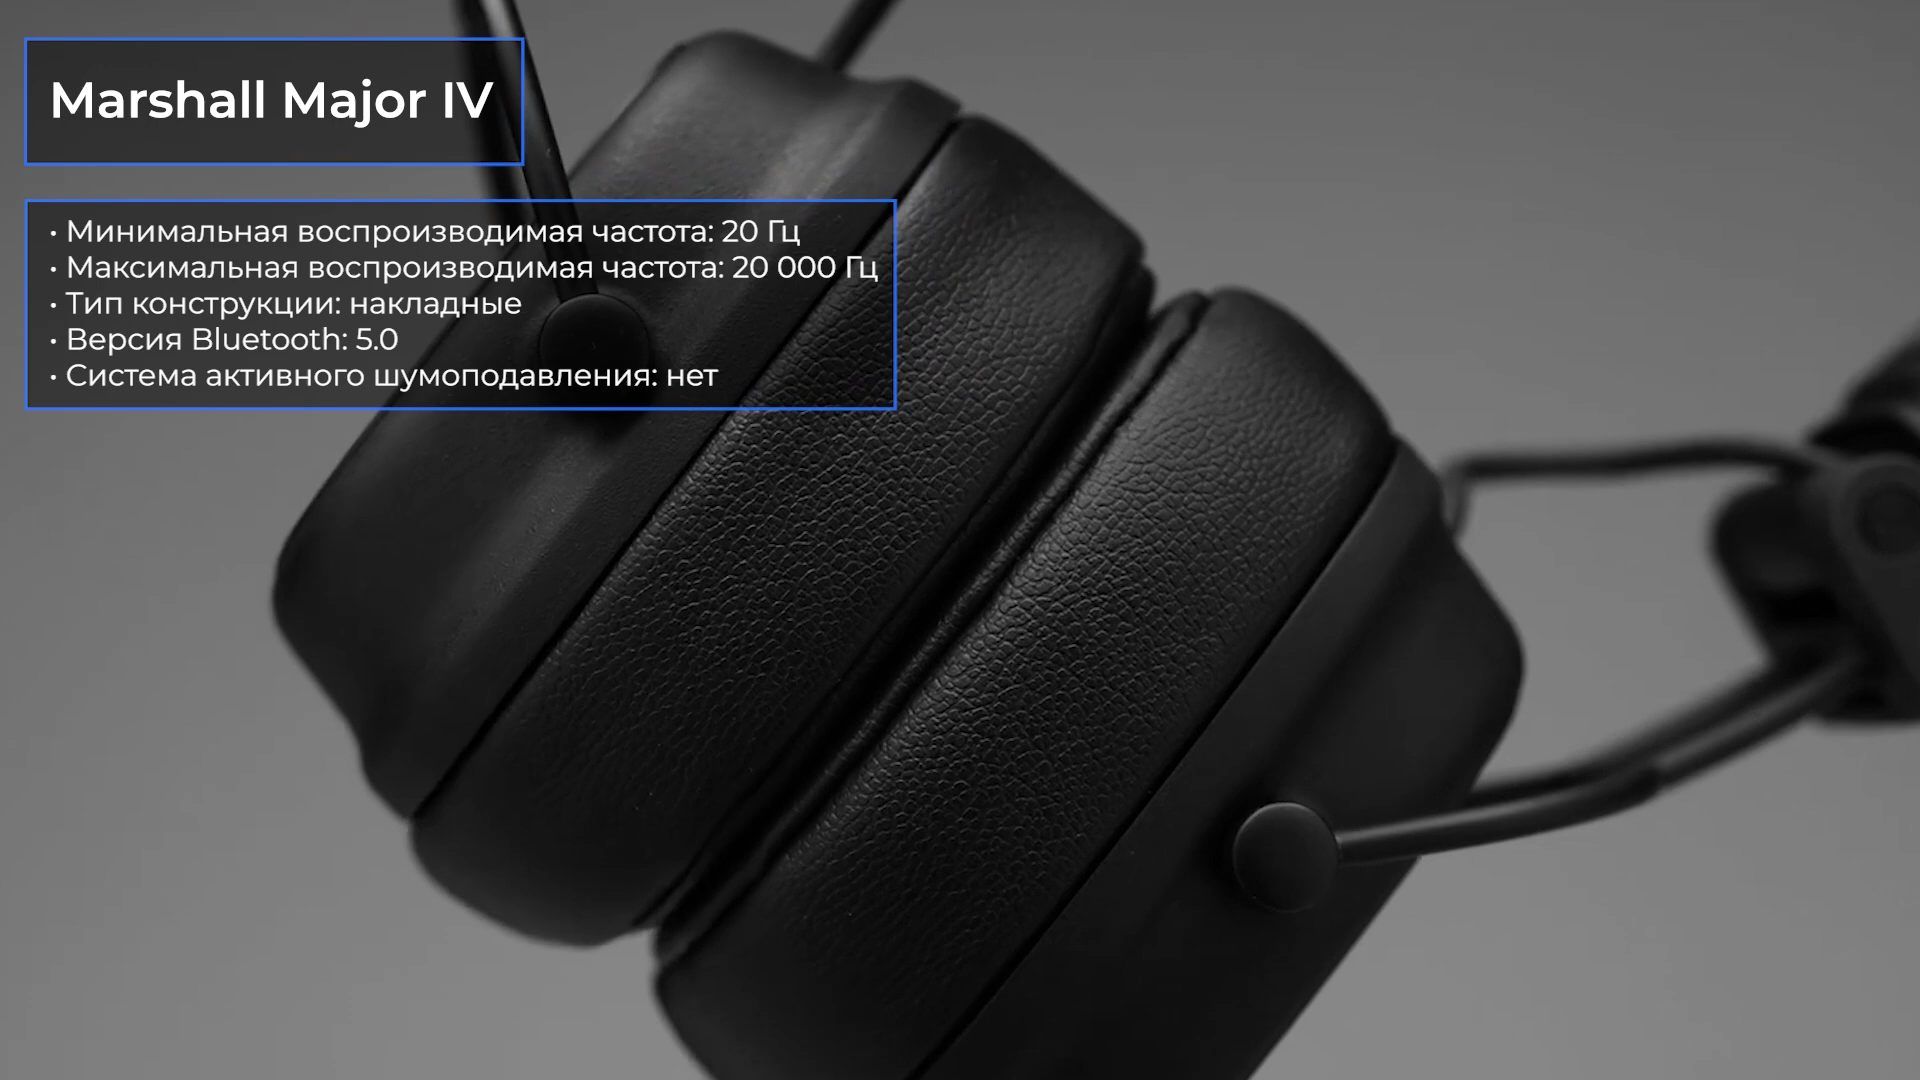 Marshall Major IV
• Минимальная воспроизводимая частота: 20 Гц
• Максимальная воспроизводимая частота: 20 000 Гц
• Тип конструкции: накладные
• Версия Bluetooth: 5.0
• Система активного шумоподавления: нет